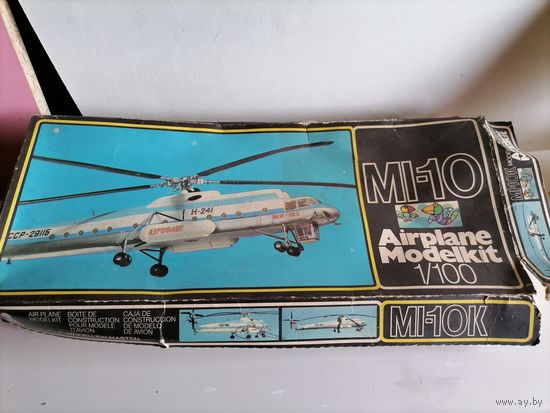 MI-10
Airplane
Modelkit
1/100
H-241
CCCP-29115
АЭРОФЛОТ
AIR PLANE
MODELKIT
BOITE DE
CONSTRUCTION
POUR MODELE
D'AVION
CAJA DE
CONSTRUCCION
DE MODELO
DE AVION
MI-10K
www.ay.by